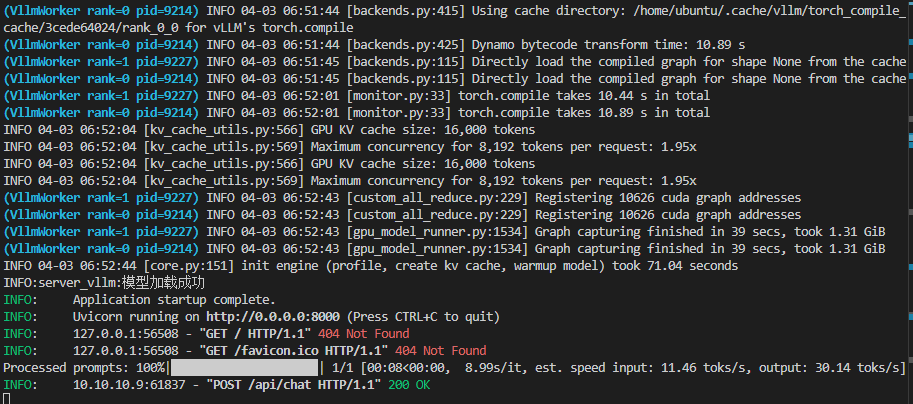 (VllmWorker rank=0 pid=9214) INFO 04-03 06:51:44 [backends.py:415] Using cache directory: /home/ubuntu/.cache/vllm/torch_compile_
cache/3cede64024/rank_0_0 for vLLM's torch.compile
(VllmWorker rank=0 pid=9214) INFO 04-03 06:51:44 [backends.py:425] Dynamo bytecode transform time: 10.89 s
(VllmWorker rank=1 pid=9227) INFO 04-03 06:51:45 [backends.py:115] Directly load the compiled graph for shape None from the cache
(VllmWorker rank=0 pid=9214) INFO 04-03 06:51:45 [backends.py:115] Directly load the compiled graph for shape None from the cache
(VllmWorker rank=1 pid=9227) INFO 04-03 06:52:01 [monitor.py:33] torch.compile takes 10.44 s in total
(VllmWorker rank=0 pid=9214) INFO 04-03 06:52:01 [monitor.py:33] torch.compile takes 10.89 s in total
INFO 04-03 06:52:04 [kv_cache_utils.py:566] GPU KV cache size: 16,000 tokens
INFO 04-03 06:52:04 [kv_cache_utils.py:569] Maximum concurrency for 8,192 tokens per request: 1.95x
INFO 04-03 06:52:04 [kv_cache_utils.py:566] GPU KV cache size: 16,000 tokens
INFO 04-03 06:52:04 [kv_cache_utils.py:569] Maximum concurrency for 8,192 tokens per request: 1.95x
(VllmWorker rank=1 pid=9227) INFO 04-03 06:52:43 [custom_all_reduce.py:229] Registering 10626 cuda graph addresses
(VllmWorker rank=0 pid=9214) INFO 04-03 06:52:43 [custom_all_reduce.py:229] Registering 10626 cuda graph addresses
(VllmWorker rank=1 pid=9227) INFO 04-03 06:52:43 [gpu_model_runner.py:1534] Graph capturing finished in 39 secs, took 1.31 GiB
(VllmWorker rank=0 pid=9214) INFO 04-03 06:52:43 [gpu_model_runner.py:1534] Graph capturing finished in 39 secs, took 1.31 GiB
INFO 04-03 06:52:44 [core.py:151] init engine (profile, create kv cache, warmup model) took 71.04 seconds
INFO:server_vllm:模型加载成功
INFO: Application startup complete.
INFO: Uvicorn running on http://0.0.0.0:8000 (Press CTRL+C to quit)
INFO: 127.0.0.1:56508 - "GET / HTTP/1.1" 404 Not Found
INFO: 127.0.0.1:56508 - "GET /favicon.ico HTTP/1.1" 404 Not Found
Processed prompts: 100%| | 1/1 [00:08<00:00, 8.99s/it, est. speed input: 11.46 toks/s, output: 30.14 toks/s]
INFO: 10.10.10.9:61837 - "POST /api/chat HTTP/1.1" 200 OK